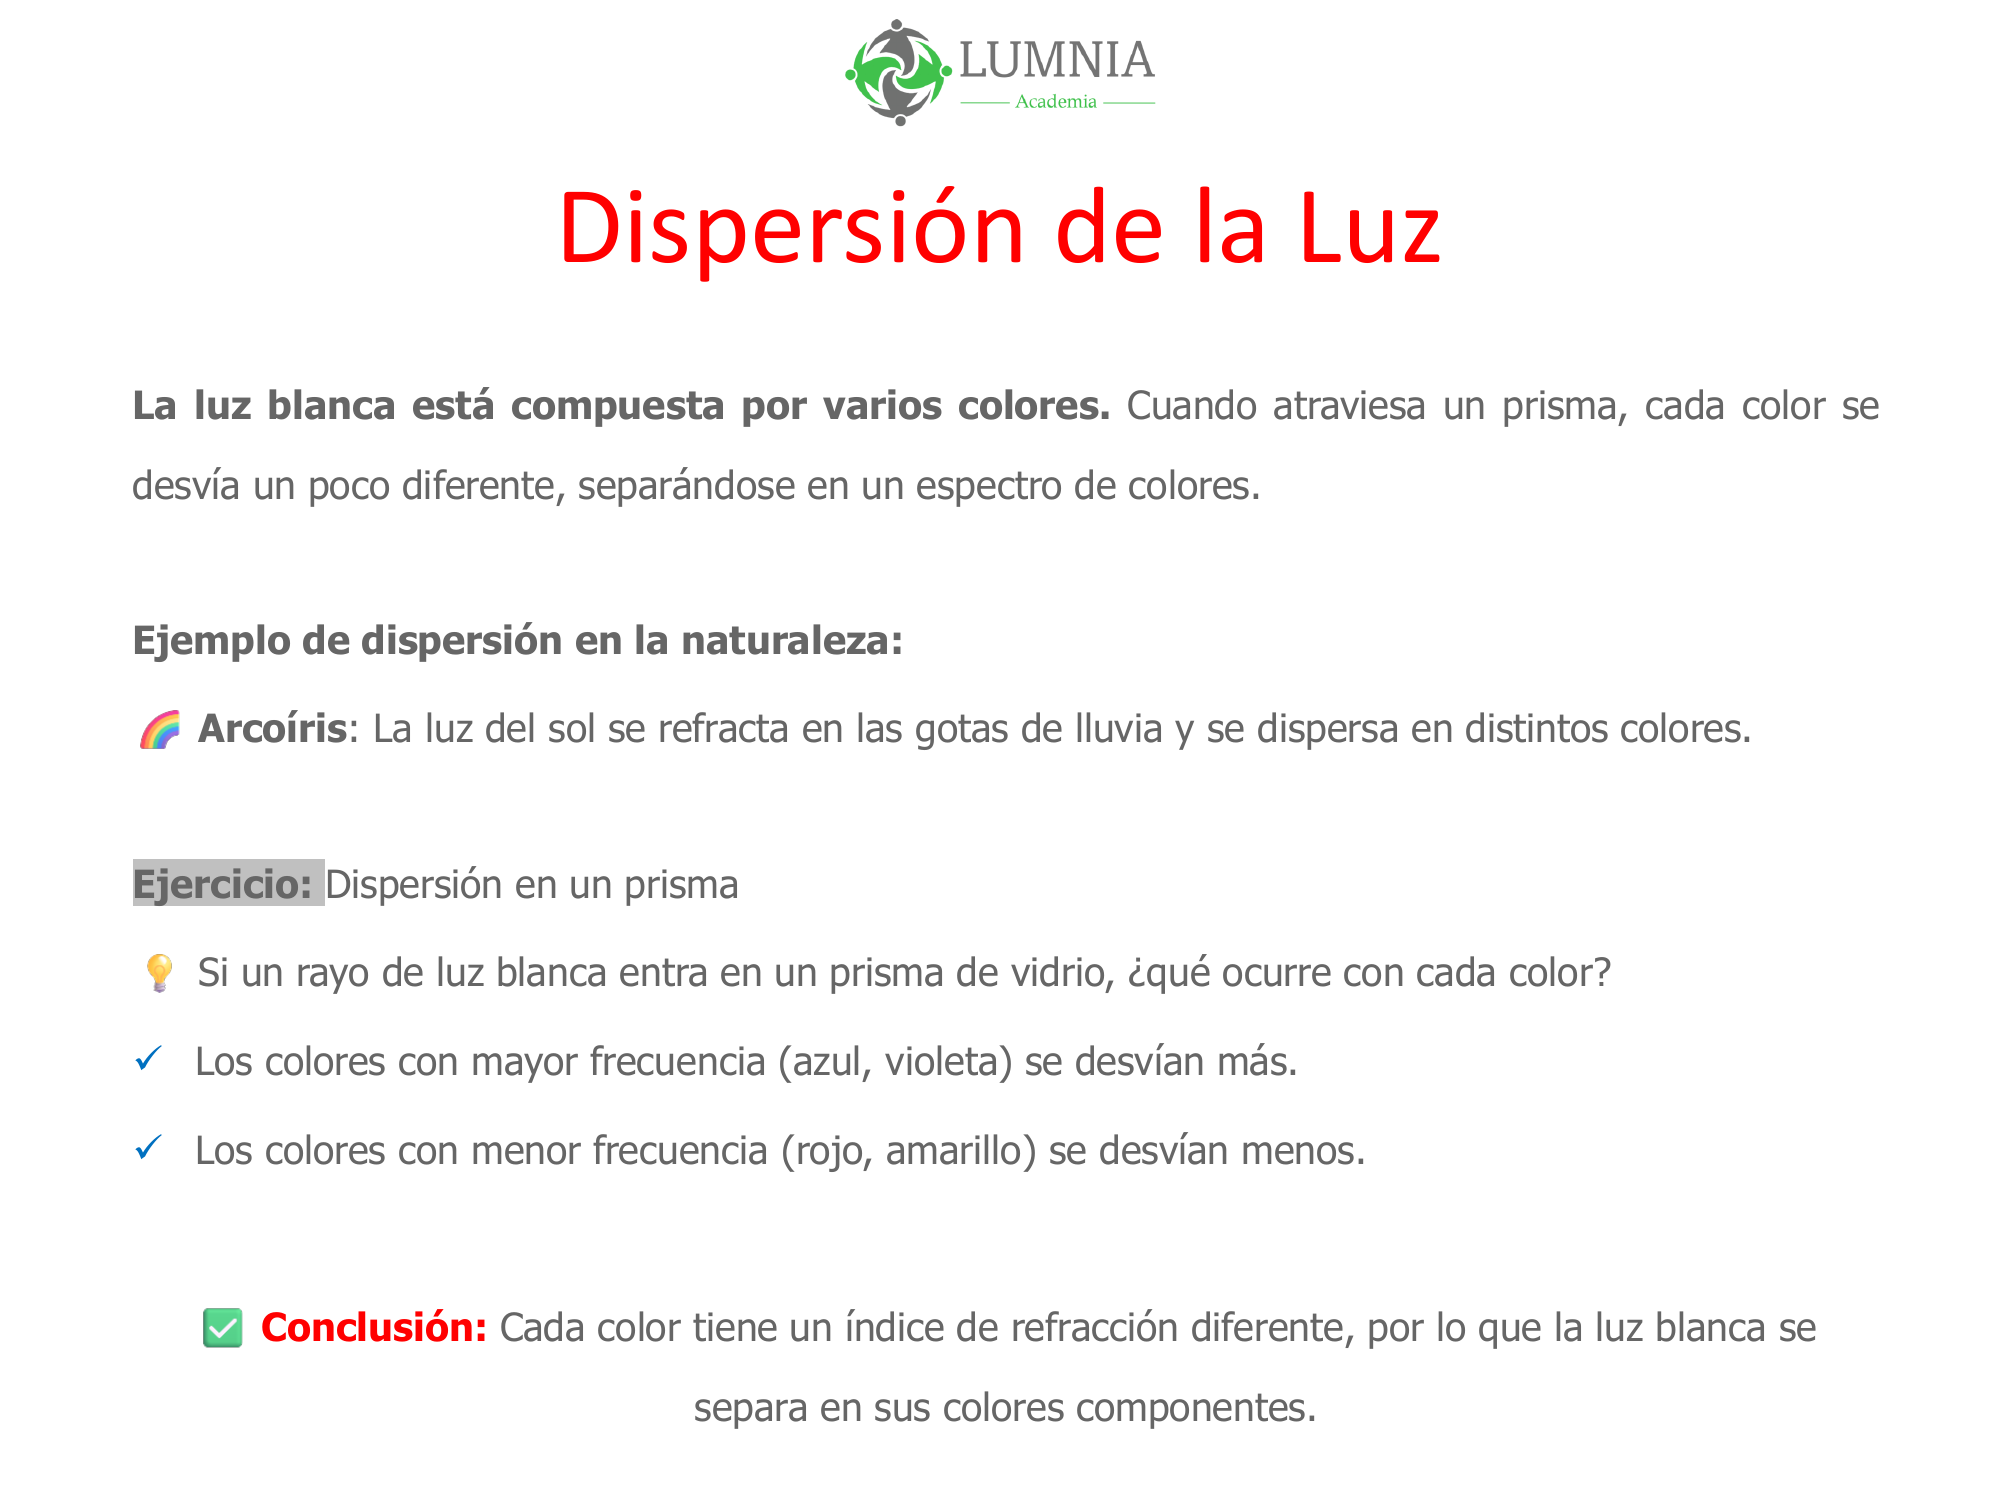 LUMNIA
Academia
Dispersión de la Luz
La luz blanca está compuesta por varios colores. Cuando atraviesa un prisma, cada color se
desvía un poco diferente, separándose en un espectro de colores.
Ejemplo de dispersión en la naturaleza:
🌈 Arcoíris: La luz del sol se refracta en las gotas de lluvia y se dispersa en distintos colores.
Ejercicio: Dispersión en un prisma
💡 Si un rayo de luz blanca entra en un prisma de vidrio, ¿qué ocurre con cada color?
✓ Los colores con mayor frecuencia (azul, violeta) se desvían más.
✓ Los colores con menor frecuencia (rojo, amarillo) se desvían menos.
✅ Conclusión: Cada color tiene un índice de refracción diferente, por lo que la luz blanca se
separa en sus colores componentes.